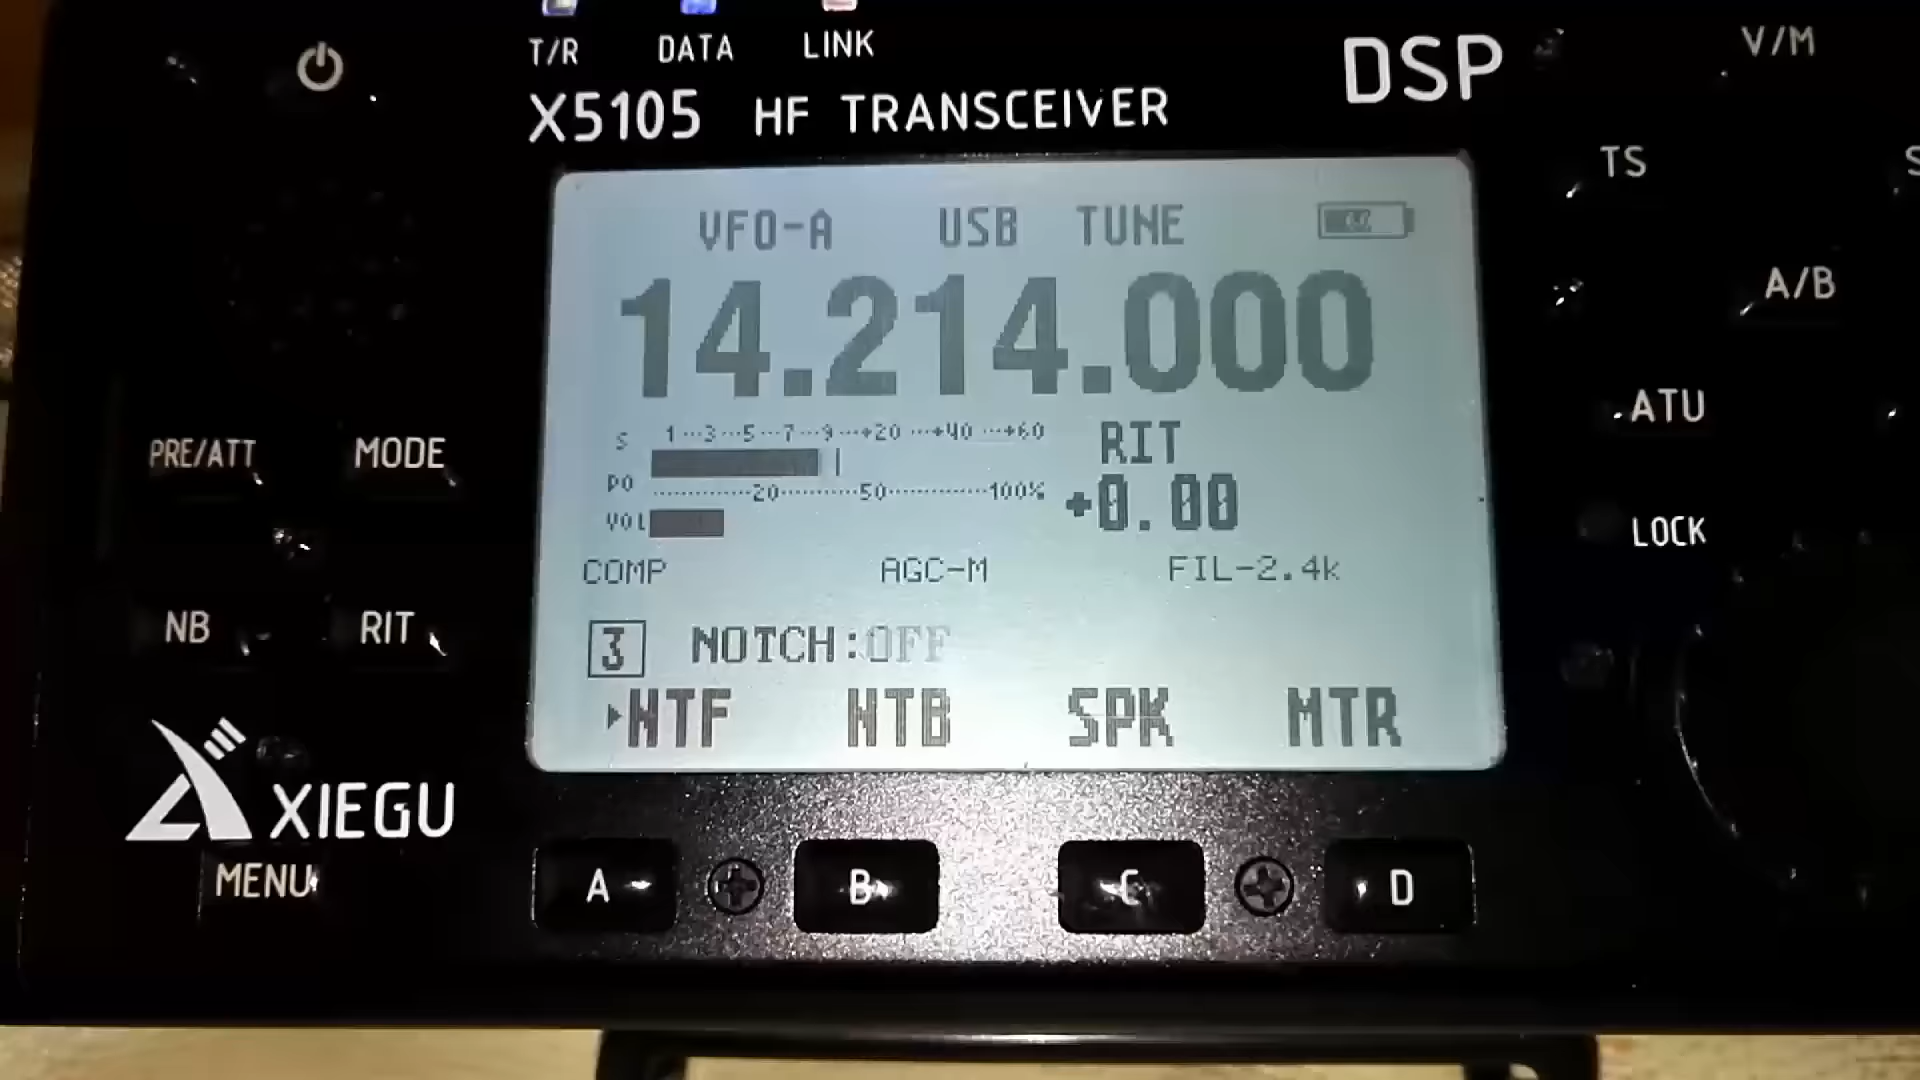 T/R DATA LINK
DSP
V/M
X5105 HF TRANSCEIVER
TS
VFO-A USB TUNE
14.214.000
A/B
S 1 3 5 7 9 +20 +40 +60
RIT
PO 20 50 100%
+0.00
VOL
ATU
PRE/ATT MODE
LOCK
COMP AGC-M FIL-2.4k
NB RIT
3 NOTCH:OFF
NTF NTB SPK MTR
XIEGU
MENU
A B C D